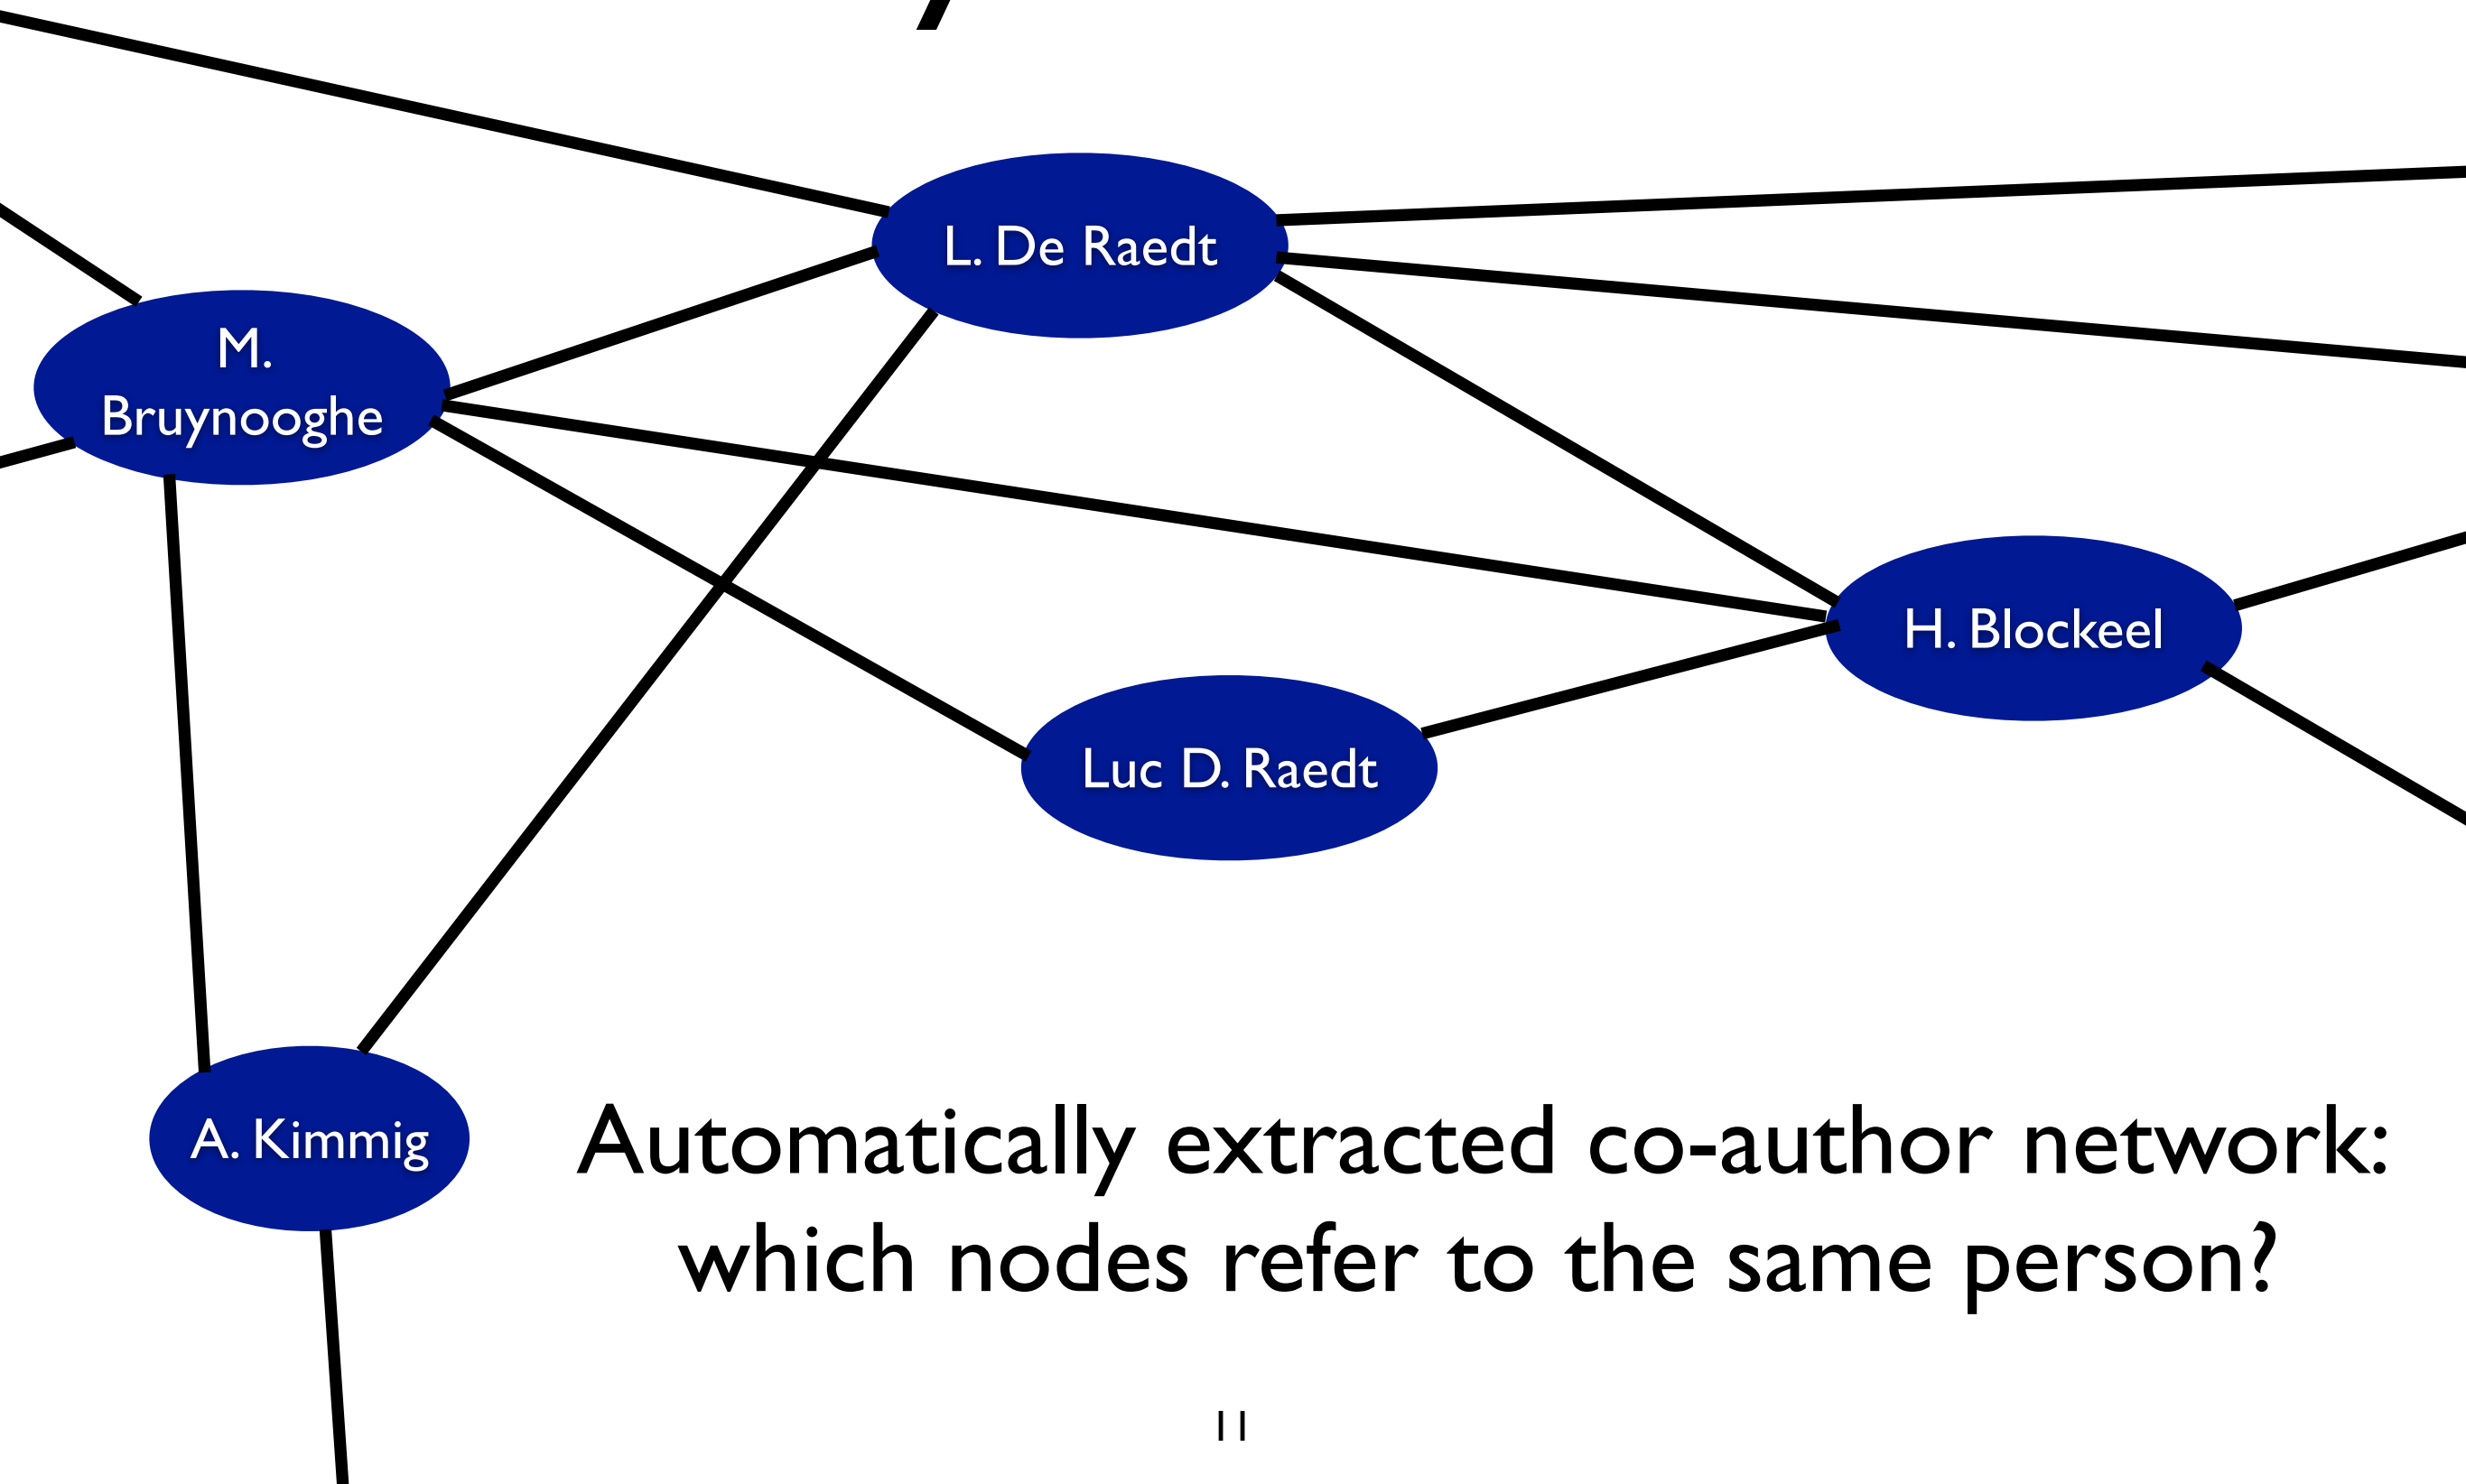 L. De Raedt
M.
Bruynooghe
H. Blockeel
Luc D. Raedt
A. Kimmig
Automatically extracted co-author network:
which nodes refer to the same person?
11